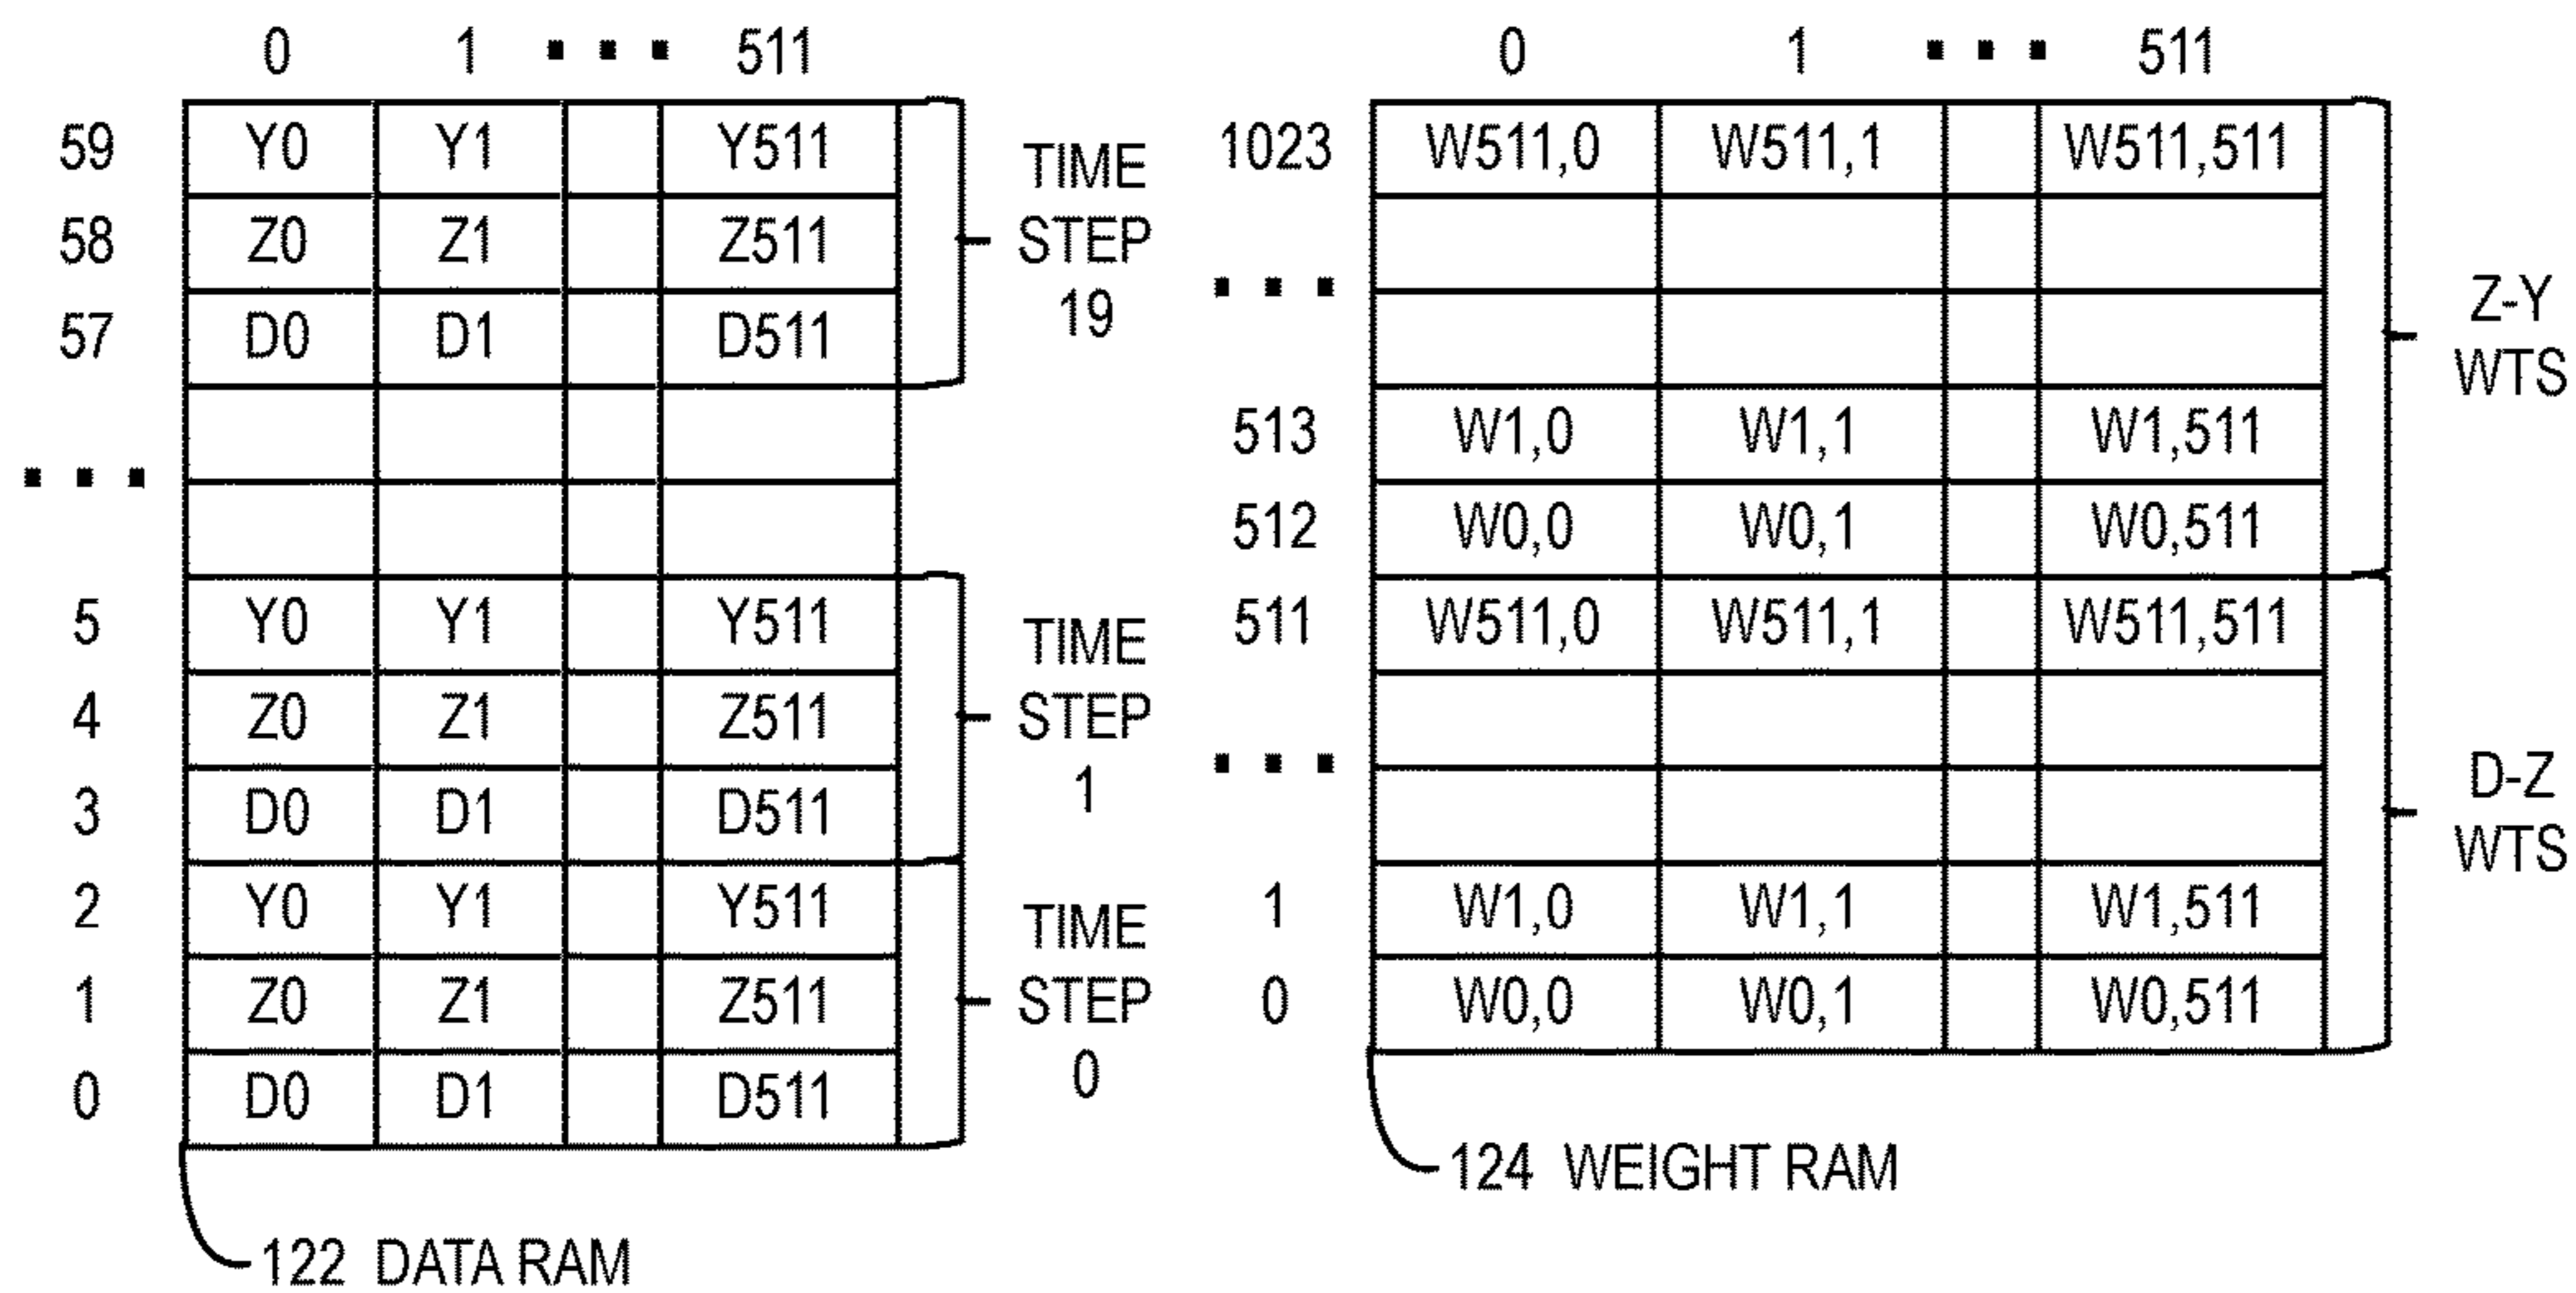 0 1 ▪ ▪ ▪ 511
59 Y0 Y1 Y511
58 Z0 Z1 Z511
57 D0 D1 D511
▪ ▪ ▪
5 Y0 Y1 Y511
4 Z0 Z1 Z511
3 D0 D1 D511
2 Y0 Y1 Y511
1 Z0 Z1 Z511
0 D0 D1 D511
TIME
STEP
19
TIME
STEP
1
TIME
STEP
0
122 DATA RAM
0 1 ▪ ▪ ▪ 511
1023 W511,0 W511,1 W511,511
▪ ▪ ▪
513 W1,0 W1,1 W1,511
512 W0,0 W0,1 W0,511
511 W511,0 W511,1 W511,511
▪ ▪ ▪
1 W1,0 W1,1 W1,511
0 W0,0 W0,1 W0,511
Z-Y
WTS
D-Z
WTS
124 WEIGHT RAM